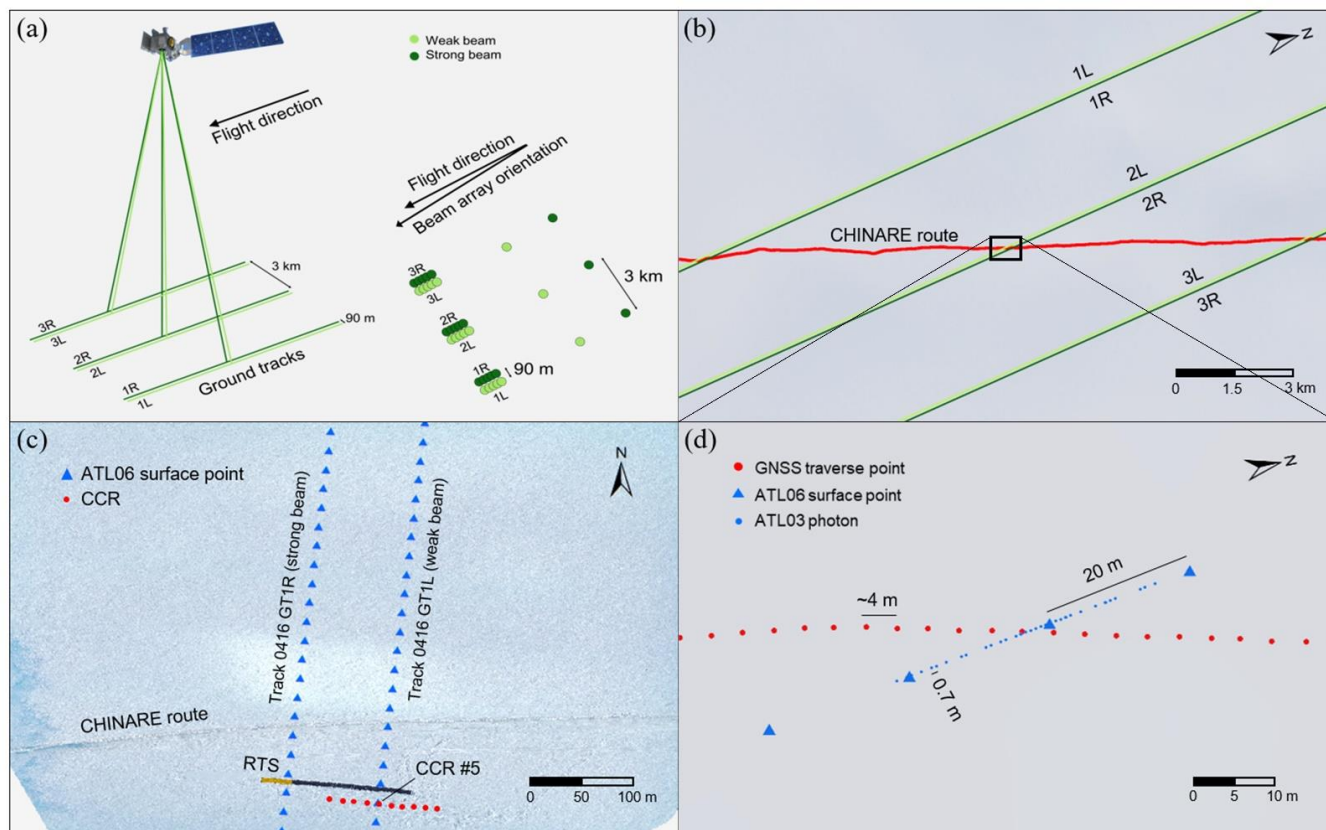 (a)
Weak beam
Strong beam
Flight direction
Flight direction
Beam array orientation
3 km
3R
3L
2R
2L
1R
1L
90 m
Ground tracks
3R
3L
2R
2L
1R
1L
90 m
3 km
(b)
N
1L
1R
2L
2R
CHINARE route
3L
3R
0 1.5 3 km
(c)
ATL06 surface point
CCR
N
Track 0416 GT1R (strong beam)
Track 0416 GT1L (weak beam)
CHINARE route
RTS
CCR #5
0 50 100 m
(d)
GNSS traverse point
ATL06 surface point
ATL03 photon
N
20 m
~4 m
0.7 m
0 5 10 m